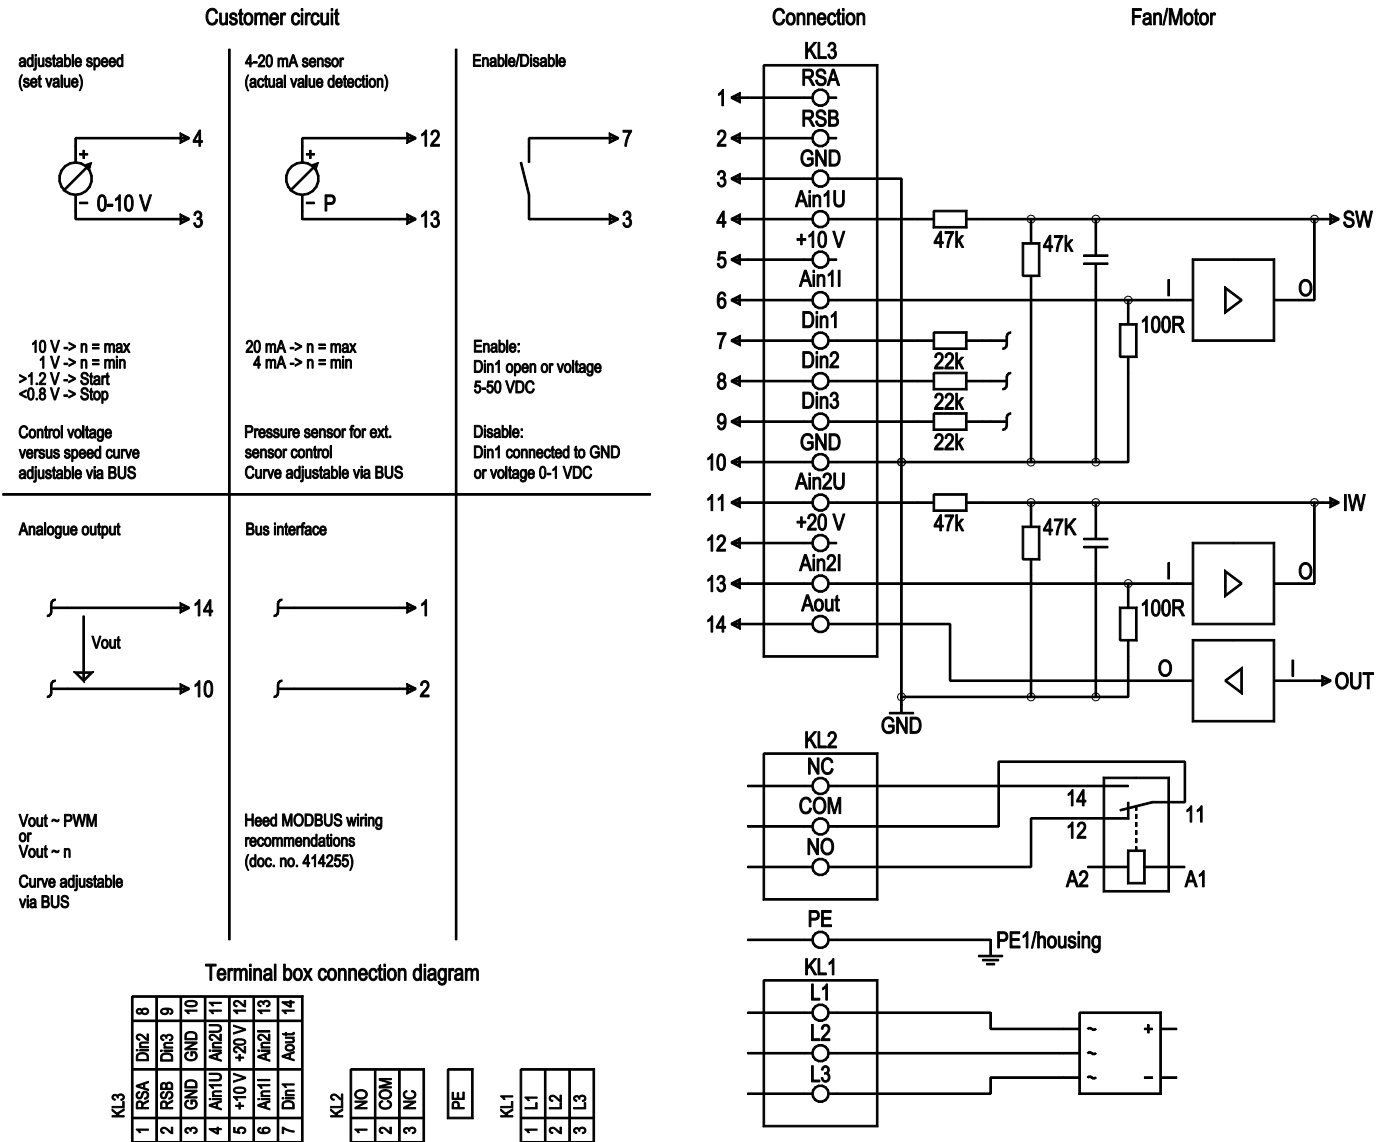 Customer circuit
adjustable speed
(set value)
4
+
− 0-10 V
3
10 V -> n = max
1 V -> n = min
>1.2 V -> Start
<0.8 V -> Stop
Control voltage
versus speed curve
adjustable via BUS
4-20 mA sensor
(actual value detection)
12
+
− P
13
20 mA -> n = max
4 mA -> n = min
Pressure sensor for ext.
sensor control
Curve adjustable via BUS
Enable/Disable
7
3
Enable:
Din1 open or voltage
5-50 VDC
Disable:
Din1 connected to GND
or voltage 0-1 VDC
Analogue output
14
Vout
10
Vout ~ PWM
or
Vout ~ n
Curve adjustable
via BUS
Bus interface
1
2
Heed MODBUS wiring
recommendations
(doc. no. 414255)
Connection
Fan/Motor
KL3
RSA
1
RSB
2
GND
3
Ain1U
4
47k
47k
SW
+10 V
5
Ain1I
6
I
O
100R
Din1
7
22k
Din2
8
22k
Din3
9
22k
GND
10
Ain2U
11
47k
47K
IW
+20 V
12
Ain2I
13
I
O
100R
Aout
14
O
I
OUT
GND
KL2
NC
14
COM
11
12
NO
A2
A1
PE
PE1/housing
KL1
L1
~ +
L2
~
L3
~ −
Terminal box connection diagram
KL3
1 RSA Din2 8
2 RSB Din3 9
3 GND GND 10
4 Ain1U Ain2U 11
5 +10 V +20 V 12
6 Ain1I Ain2I 13
7 Din1 Aout 14
KL2
1 NO
2 COM
3 NC
PE
KL1
1 L1
2 L2
3 L3